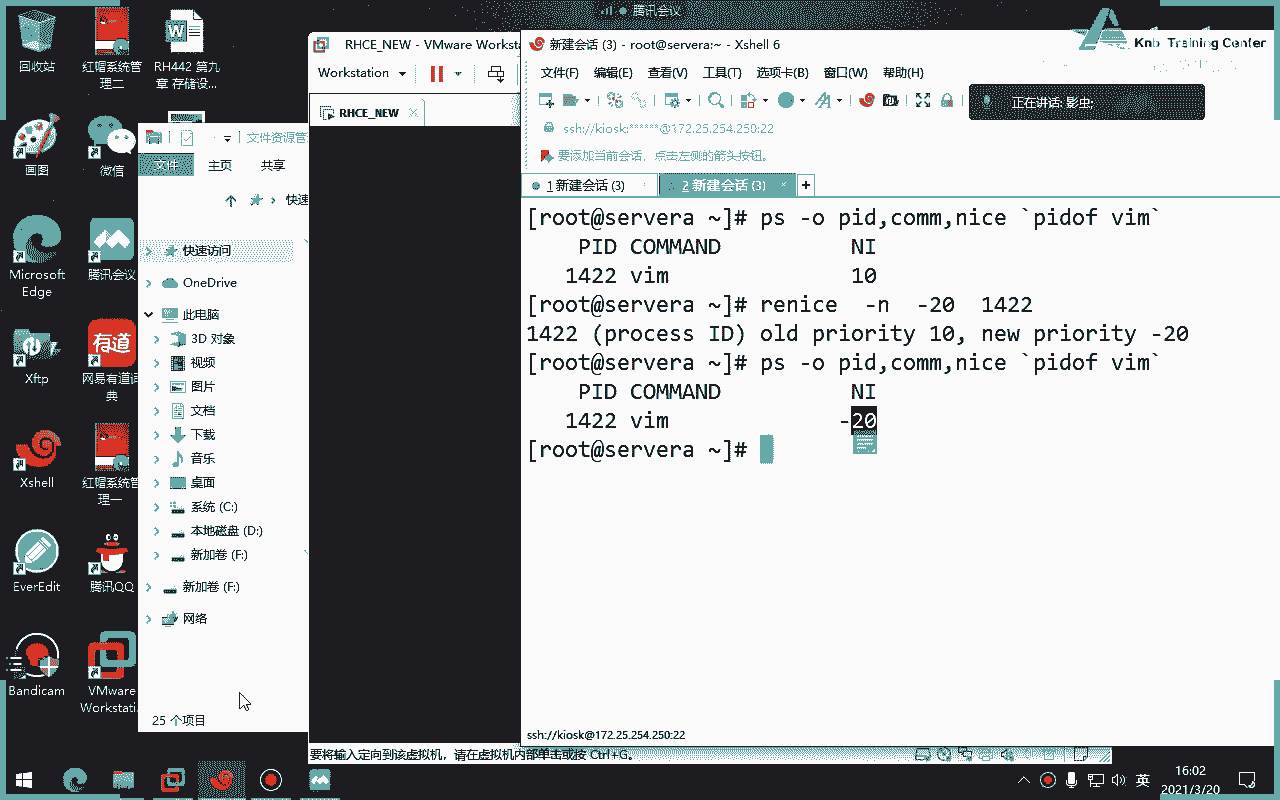 腾讯会议
回收站
红帽系统管理二
RH442 第九章 存储设...
画图
微信
Microsoft Edge
腾讯会议
Xftp
网易有道词典
Xshell
红帽系统管理一
EverEdit
腾讯QQ
Bandicam
VMware Workstati...
文件资源管
文件
主页
共享
快速
快速访问
OneDrive
此电脑
3D 对象
视频
图片
文档
下载
音乐
桌面
系统 (C:)
本地磁盘 (D:)
新加卷 (F:)
新加卷 (F:)
网络
25 个项目
RHCE_NEW - VMware Workst
Workstation
RHCE_NEW
要将输入定向到该虚拟机，请在虚拟机内部单击或按 Ctrl+G。
新建会话 (3) - root@servera:~ - Xshell 6
Training Center
文件(F) 编辑(E) 查看(V) 工具(T) 选项卡(B) 窗口(W) 帮助(H)
正在讲话: 影虫;
ssh://kiosk:******@172.25.254.250:22
要添加当前会话，点击左侧的箭头按钮。
1 新建会话 (3)
2 新建会话 (3)
[root@servera ~]# ps -o pid,comm,nice `pidof vim`
PID COMMAND NI
1422 vim 10
[root@servera ~]# renice -n -20 1422
1422 (process ID) old priority 10, new priority -20
[root@servera ~]# ps -o pid,comm,nice `pidof vim`
PID COMMAND NI
1422 vim -20
[root@servera ~]#
ssh://kiosk@172.25.254.250:22
英
16:02
2021/3/20